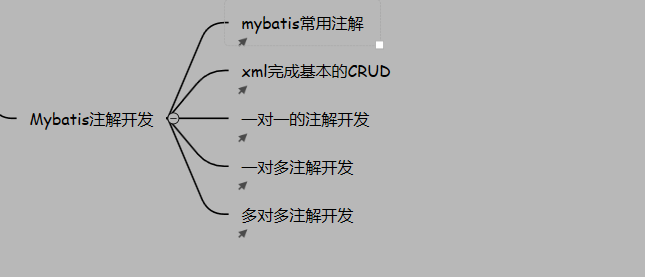 mybatis常用注解
xml完成基本的CRUD
Mybatis注解开发
一对一的注解开发
一对多注解开发
多对多注解开发